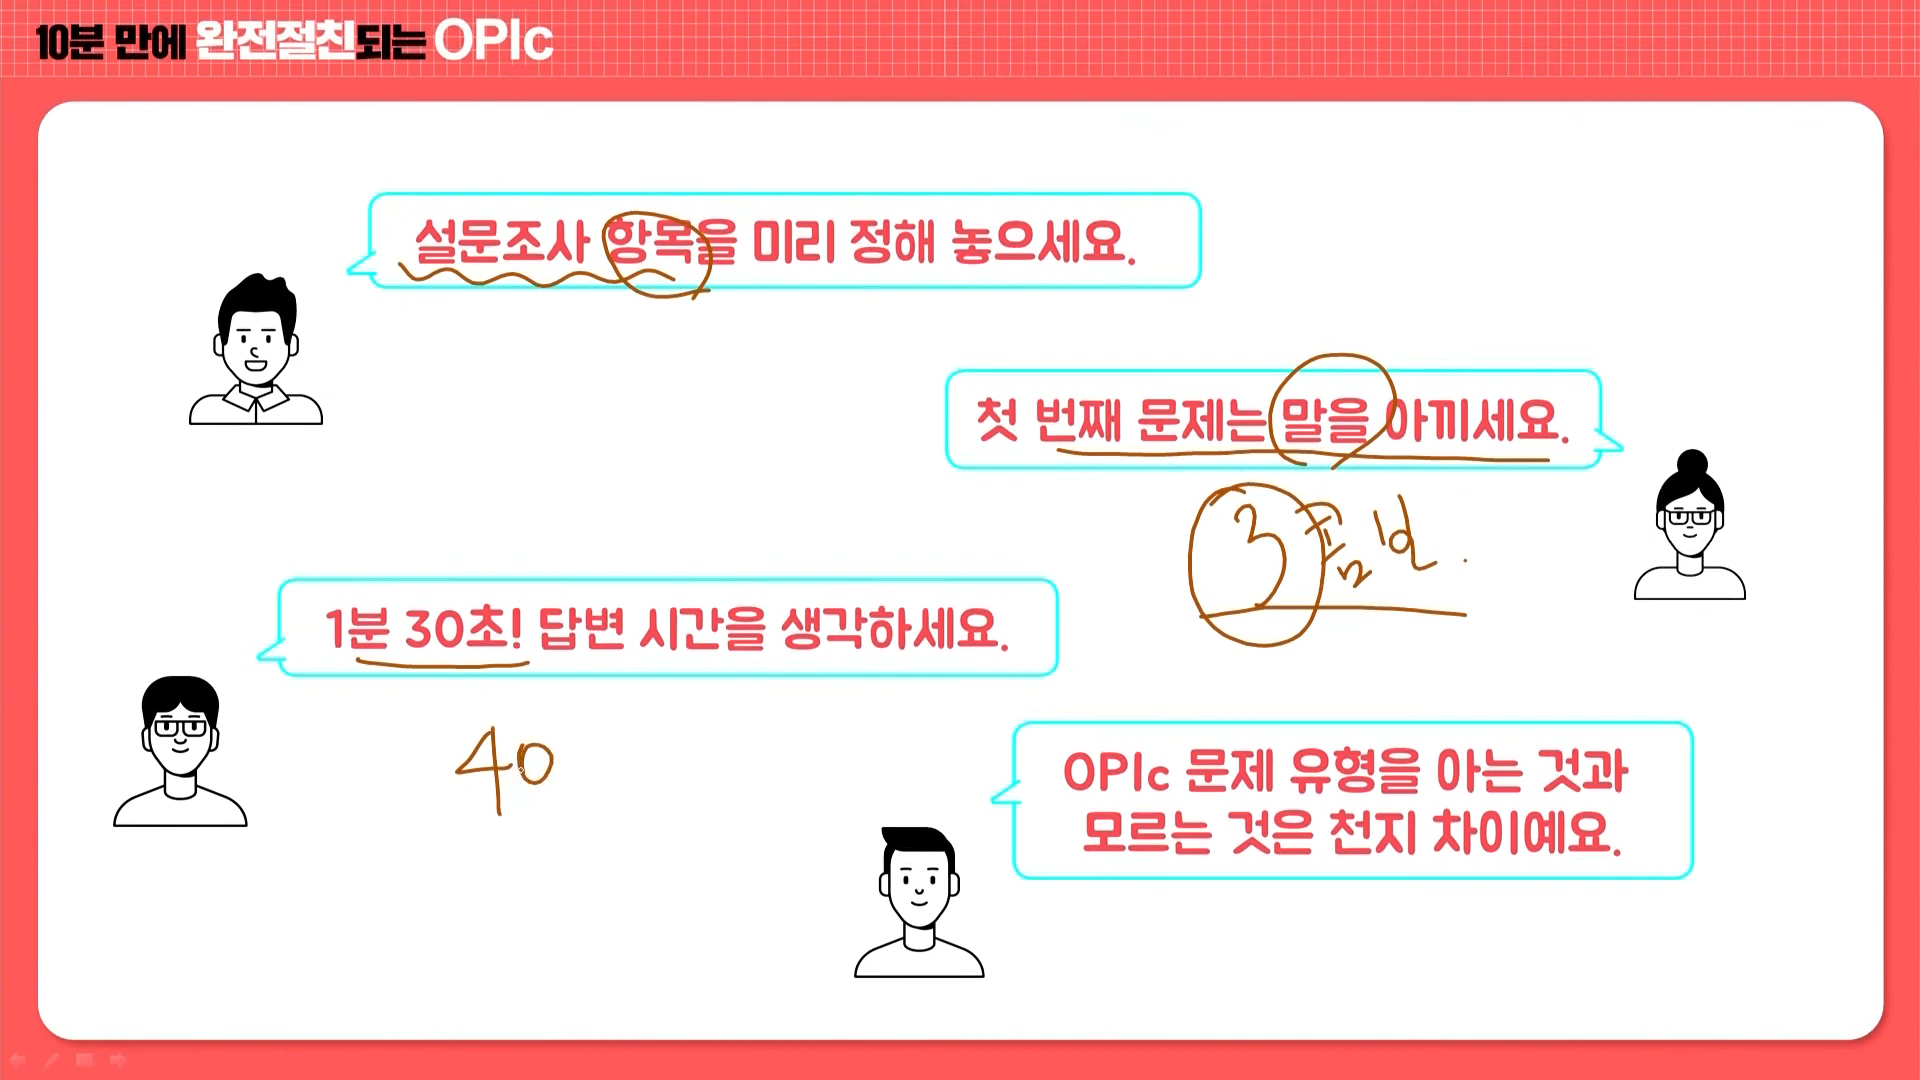 10분 만에 완전절친되는 OPIc
설문조사 항목을 미리 정해 놓으세요.
첫 번째 문제는 말을 아끼세요.
3
1분 30초! 답변 시간을 생각하세요.
40
OPIc 문제 유형을 아는 것과
모르는 것은 천지 차이예요.